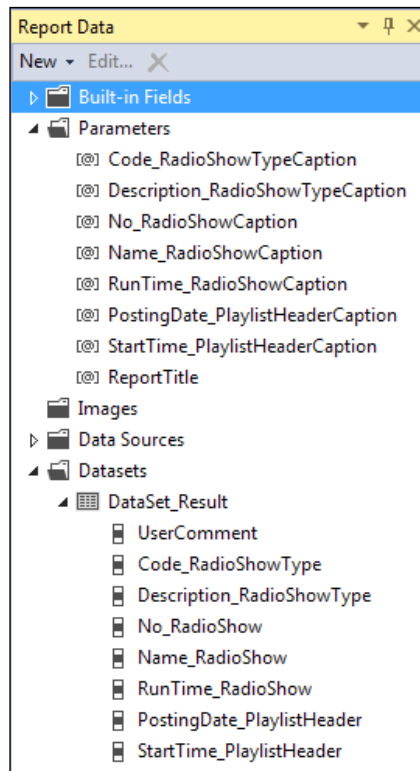 Report Data
New Edit...
Built-in Fields
Parameters
[@] Code_RadioShowTypeCaption
[@] Description_RadioShowTypeCaption
[@] No_RadioShowCaption
[@] Name_RadioShowCaption
[@] RunTime_RadioShowCaption
[@] PostingDate_PlaylistHeaderCaption
[@] StartTime_PlaylistHeaderCaption
[@] ReportTitle
Images
Data Sources
Datasets
DataSet_Result
UserComment
Code_RadioShowType
Description_RadioShowType
No_RadioShow
Name_RadioShow
RunTime_RadioShow
PostingDate_PlaylistHeader
StartTime_PlaylistHeader